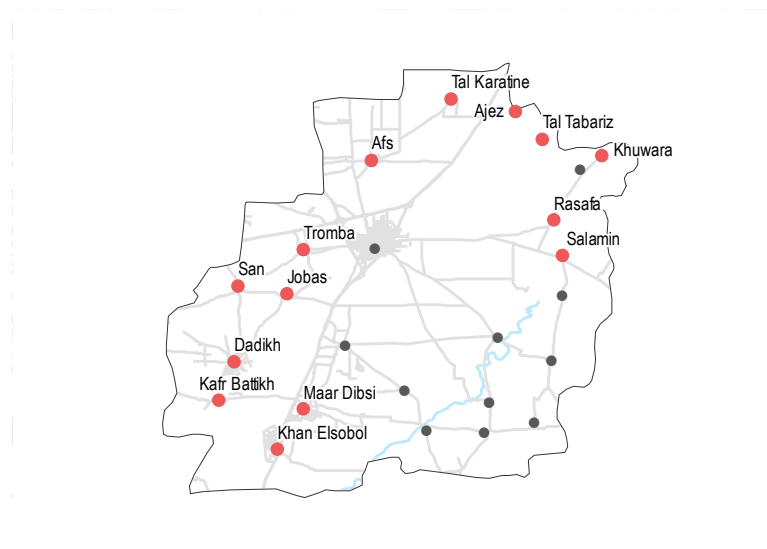 Tal Karatine
Ajez
Tal Tabariz
Afs
Khuwara
Rasafa
Tromba
Salamin
San
Jobas
Dadikh
Kafr Battikh
Maar Dibsi
Khan Elsobol